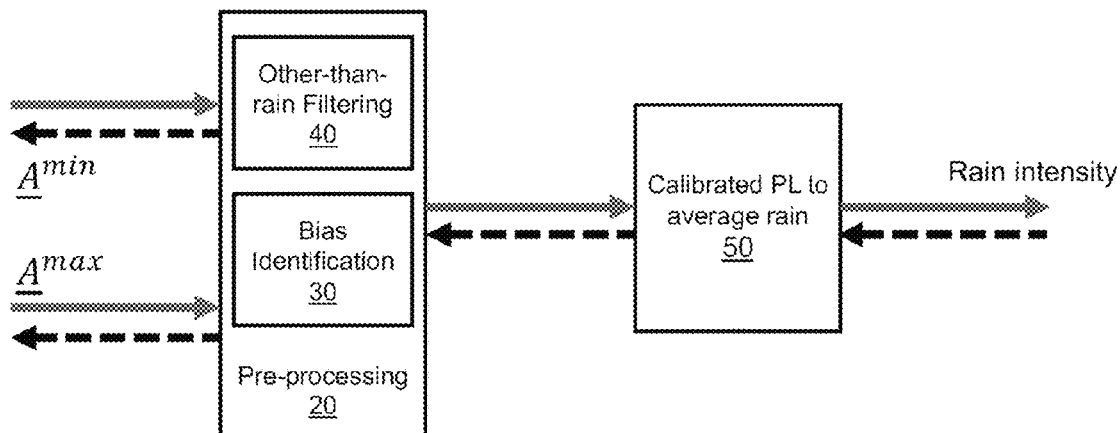 Other-than-
rain Filtering
40
A^min
Bias
Identification
30
A^max
Pre-processing
20
Calibrated PL to
average rain
50
Rain intensity